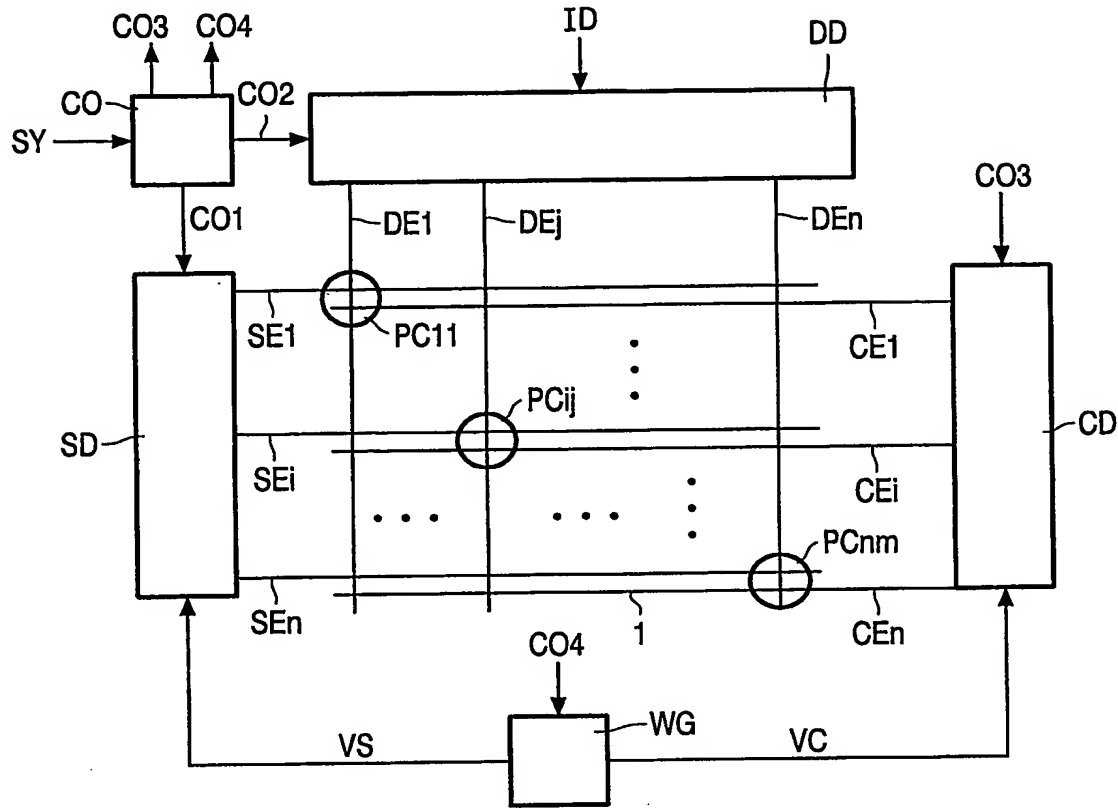 CO3 CO4 ID DD
CO CO2
SY
CO1 DE1 DEj DEn CO3
SE1 PC11 CE1
PCij
SD CD
SEi CEi
PCnm
SEn 1 CEn
CO4
WG
VS VC